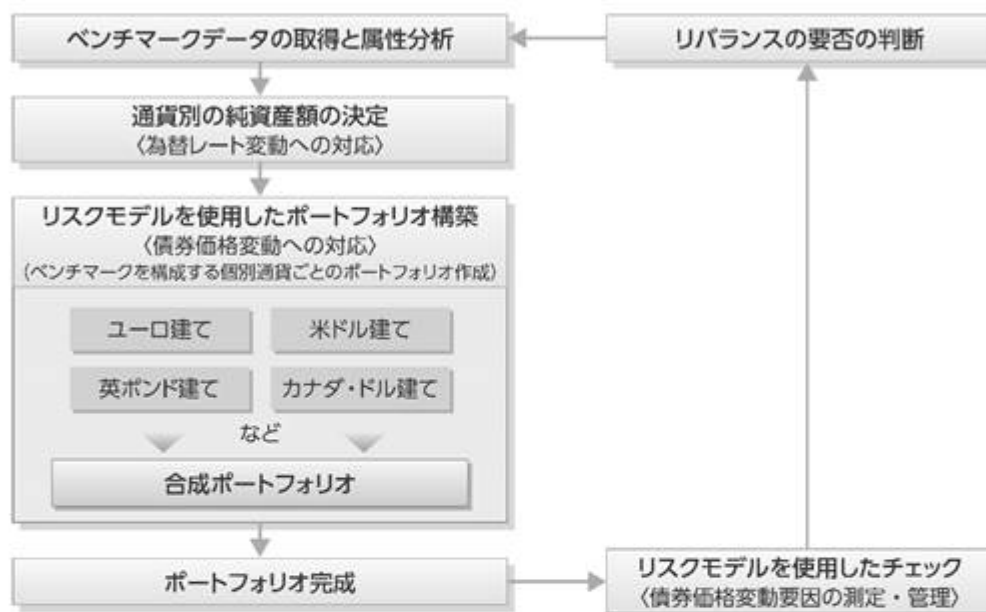 ベンチマークデータの取得と属性分析
リバランスの要否の判断
通貨別の純資産額の決定
〈為替レート変動への対応〉
リスクモデルを使用したポートフォリオ構築
〈債券価格変動への対応〉
(ベンチマークを構成する個別通貨ごとのポートフォリオ作成)
ユーロ建て
米ドル建て
英ポンド建て
カナダ・ドル建て
など
合成ポートフォリオ
ポートフォリオ完成
リスクモデルを使用したチェック
〈債券価格変動要因の測定・管理〉